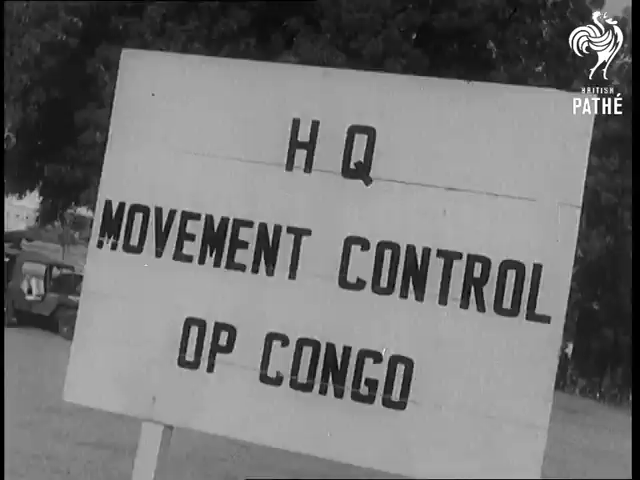 BRITISH
PATHÉ
H Q
MOVEMENT CONTROL
OP CONGO